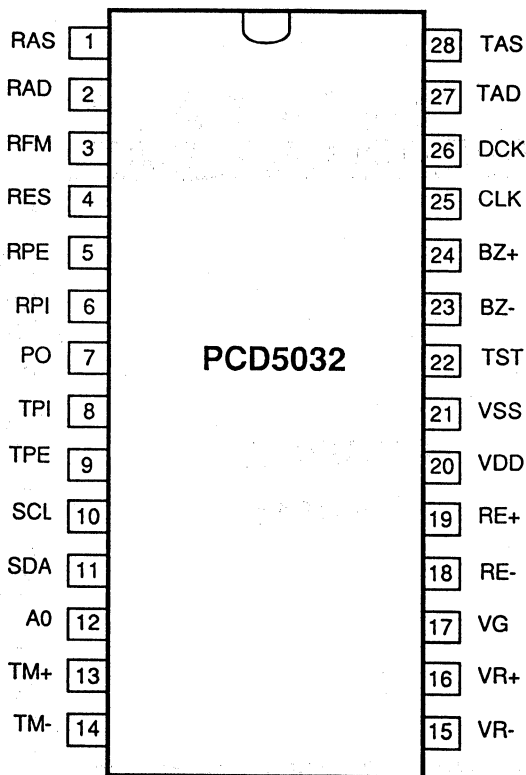 RAS 1 28 TAS
RAD 2 27 TAD
RFM 3 26 DCK
RES 4 25 CLK
RPE 5 24 BZ+
RPI 6 23 BZ-
PO 7 PCD5032 22 TST
TPI 8 21 VSS
TPE 9 20 VDD
SCL 10 19 RE+
SDA 11 18 RE-
A0 12 17 VG
TM+ 13 16 VR+
TM- 14 15 VR-